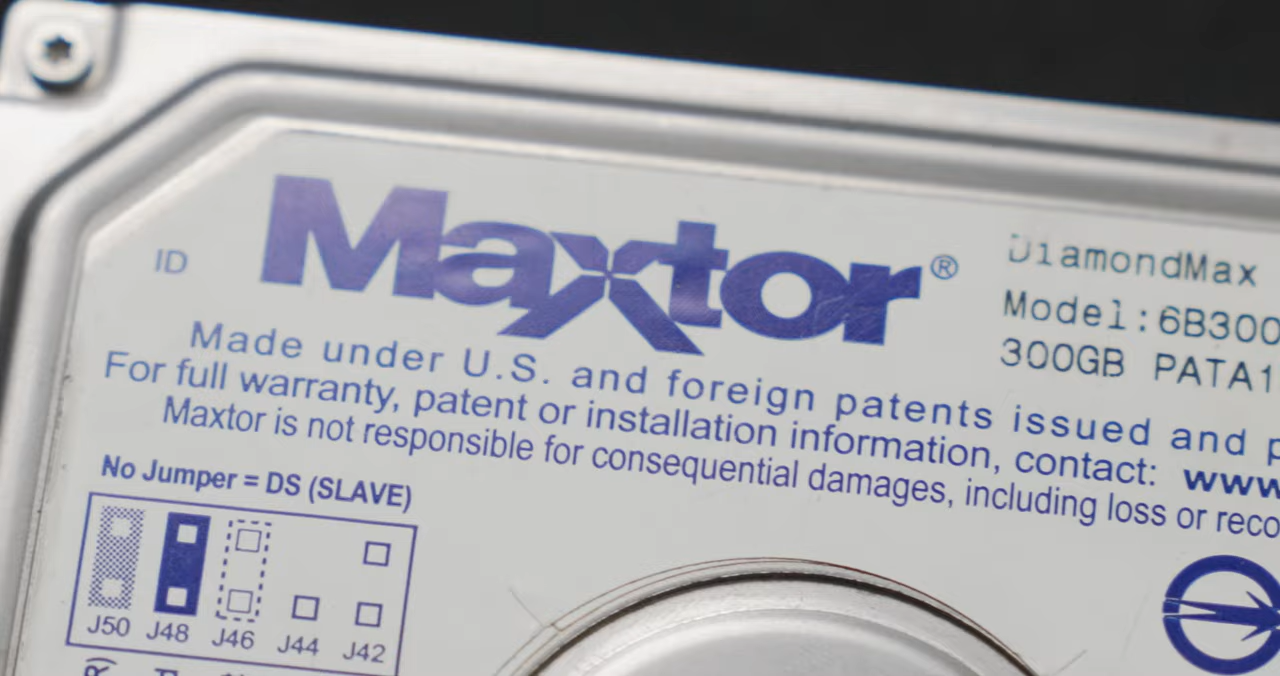 ID
Maxtor®
DiamondMax
Model:6B300
300GB PATA1
Made under U.S. and foreign patents issued and p
For full warranty, patent or installation information, contact: www
Maxtor is not responsible for consequential damages, including loss or reco
No Jumper = DS (SLAVE)
J50 J48 J46 J44 J42